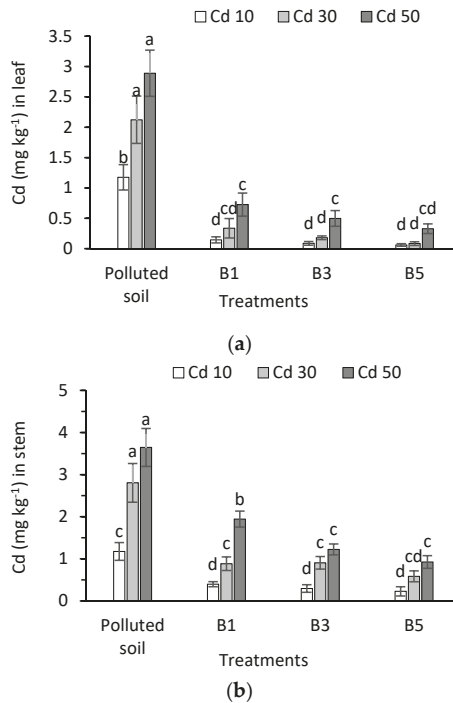 Cd 10 Cd 30 Cd 50
Cd (mg kg⁻¹) in leaf
3.5
3
2.5
2
1.5
1
0.5
0
b a a
d cd c
d d c
d d cd
Polluted soil B1 B3 B5
Treatments
(a)
Cd 10 Cd 30 Cd 50
Cd (mg kg⁻¹) in stem
5
4
3
2
1
0
c a a
d c b
d c c
d cd c
Polluted soil B1 B3 B5
Treatments
(b)